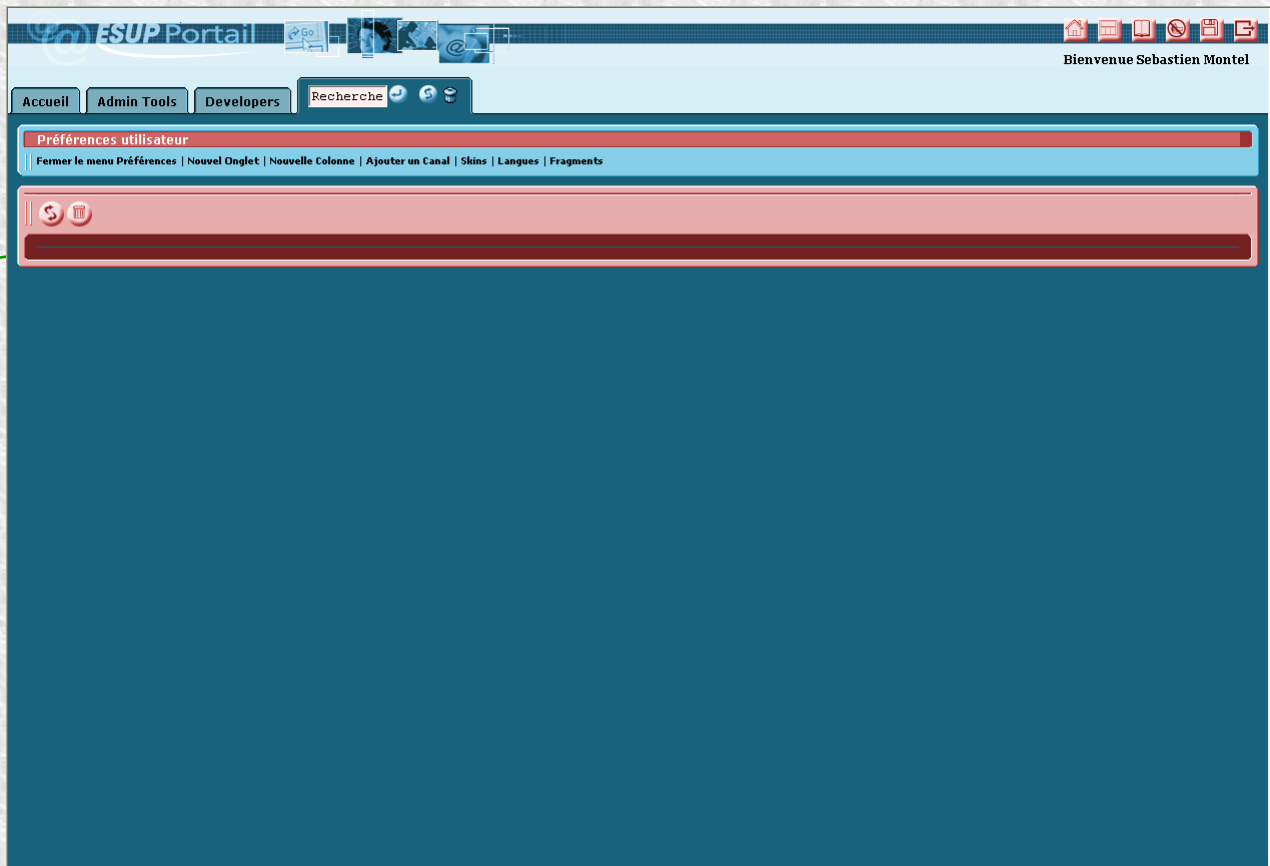 ESUP Portail
Go
@
Bienvenue Sebastien Montel
Accueil
Admin Tools
Developers
Recherche
Préférences utilisateur
Fermer le menu Préférences | Nouvel Onglet | Nouvelle Colonne | Ajouter un Canal | Skins | Langues | Fragments